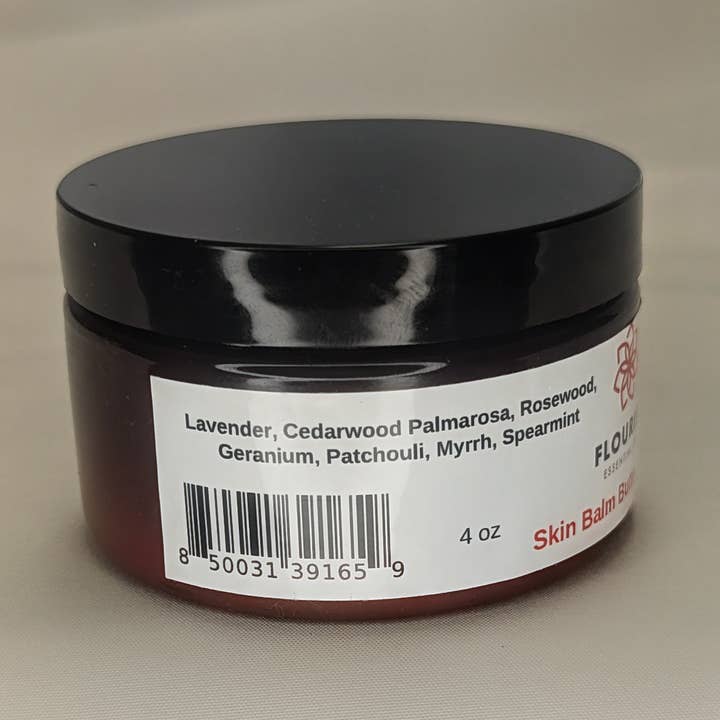 Lavender, Cedarwood Palmarosa, Rosewood,
Geranium, Patchouli, Myrrh, Spearmint
8 50031 39165 9
4 oz
Skin Balm